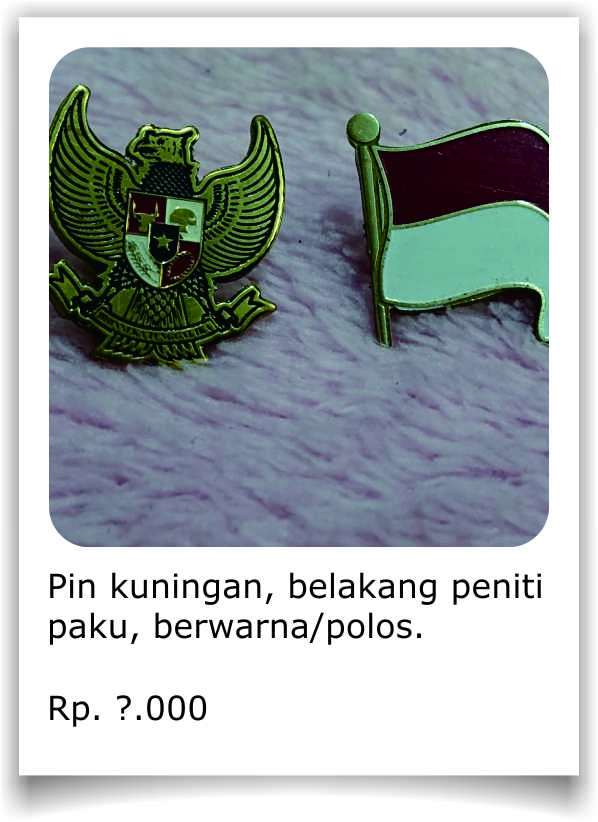 Pin kuningan, belakang peniti
paku, berwarna/polos.
Rp. ?.000